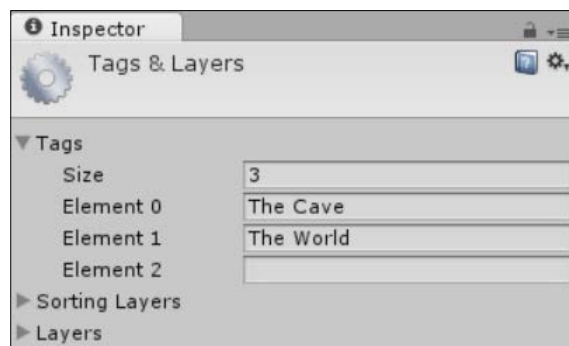 Inspector
Tags & Layers
Tags
Size 3
Element 0 The Cave
Element 1 The World
Element 2
Sorting Layers
Layers